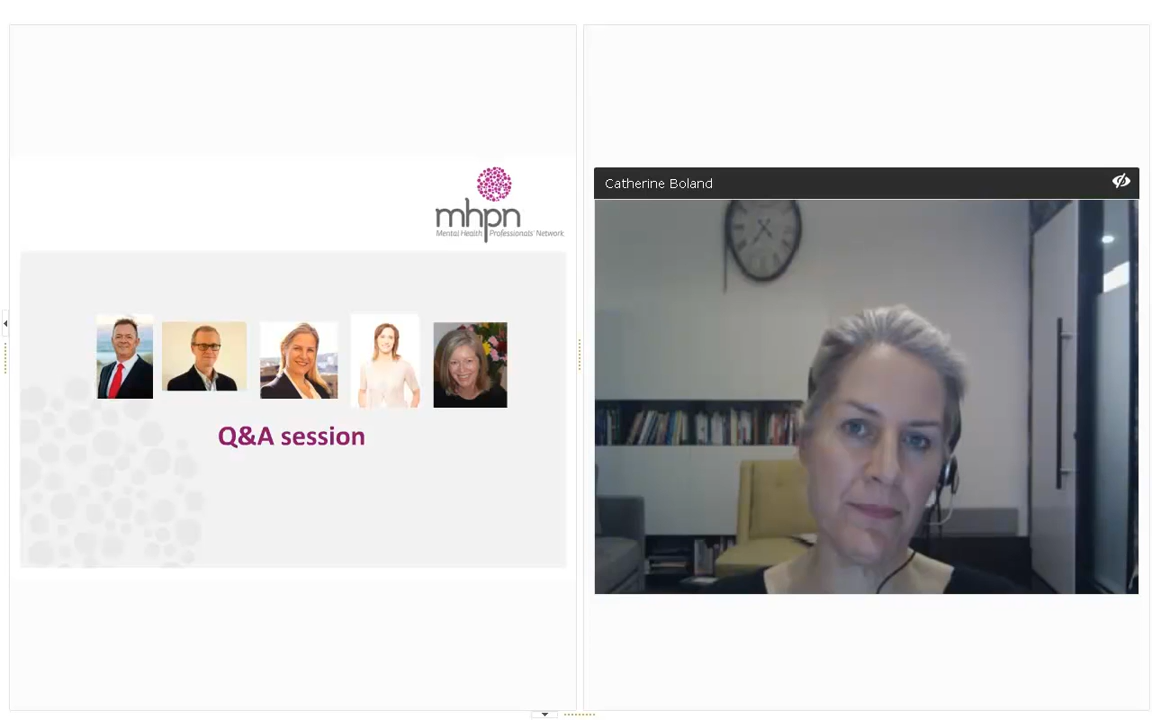 mhpn
Mental Health Professionals' Network
Q&A session
Catherine Boland